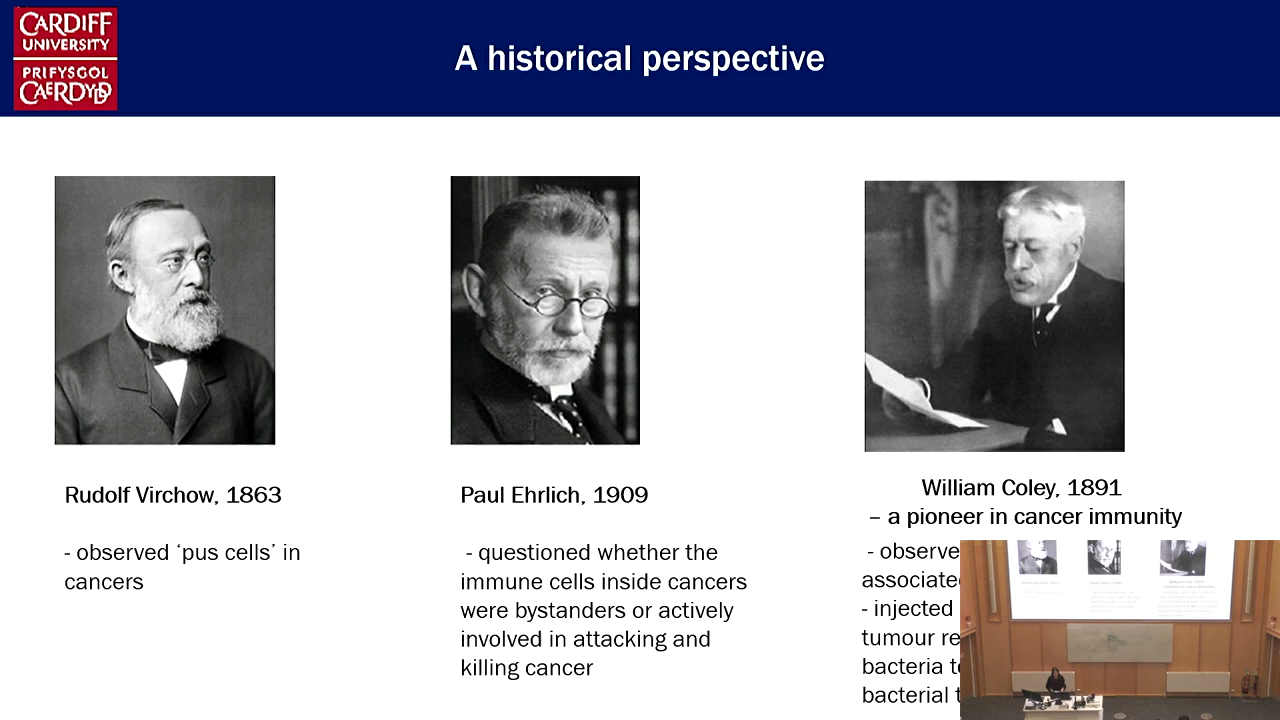 CARDIFF
UNIVERSITY
PRIFYSGOL
CAERDYDD
A historical perspective
Rudolf Virchow, 1863
- observed ‘pus cells’ in
cancers
Paul Ehrlich, 1909
- questioned whether the
immune cells inside cancers
were bystanders or actively
involved in attacking and
killing cancer
William Coley, 1891
– a pioneer in cancer immunity
- observe
associated
- injected
tumour re
bacteria t
bacterial t